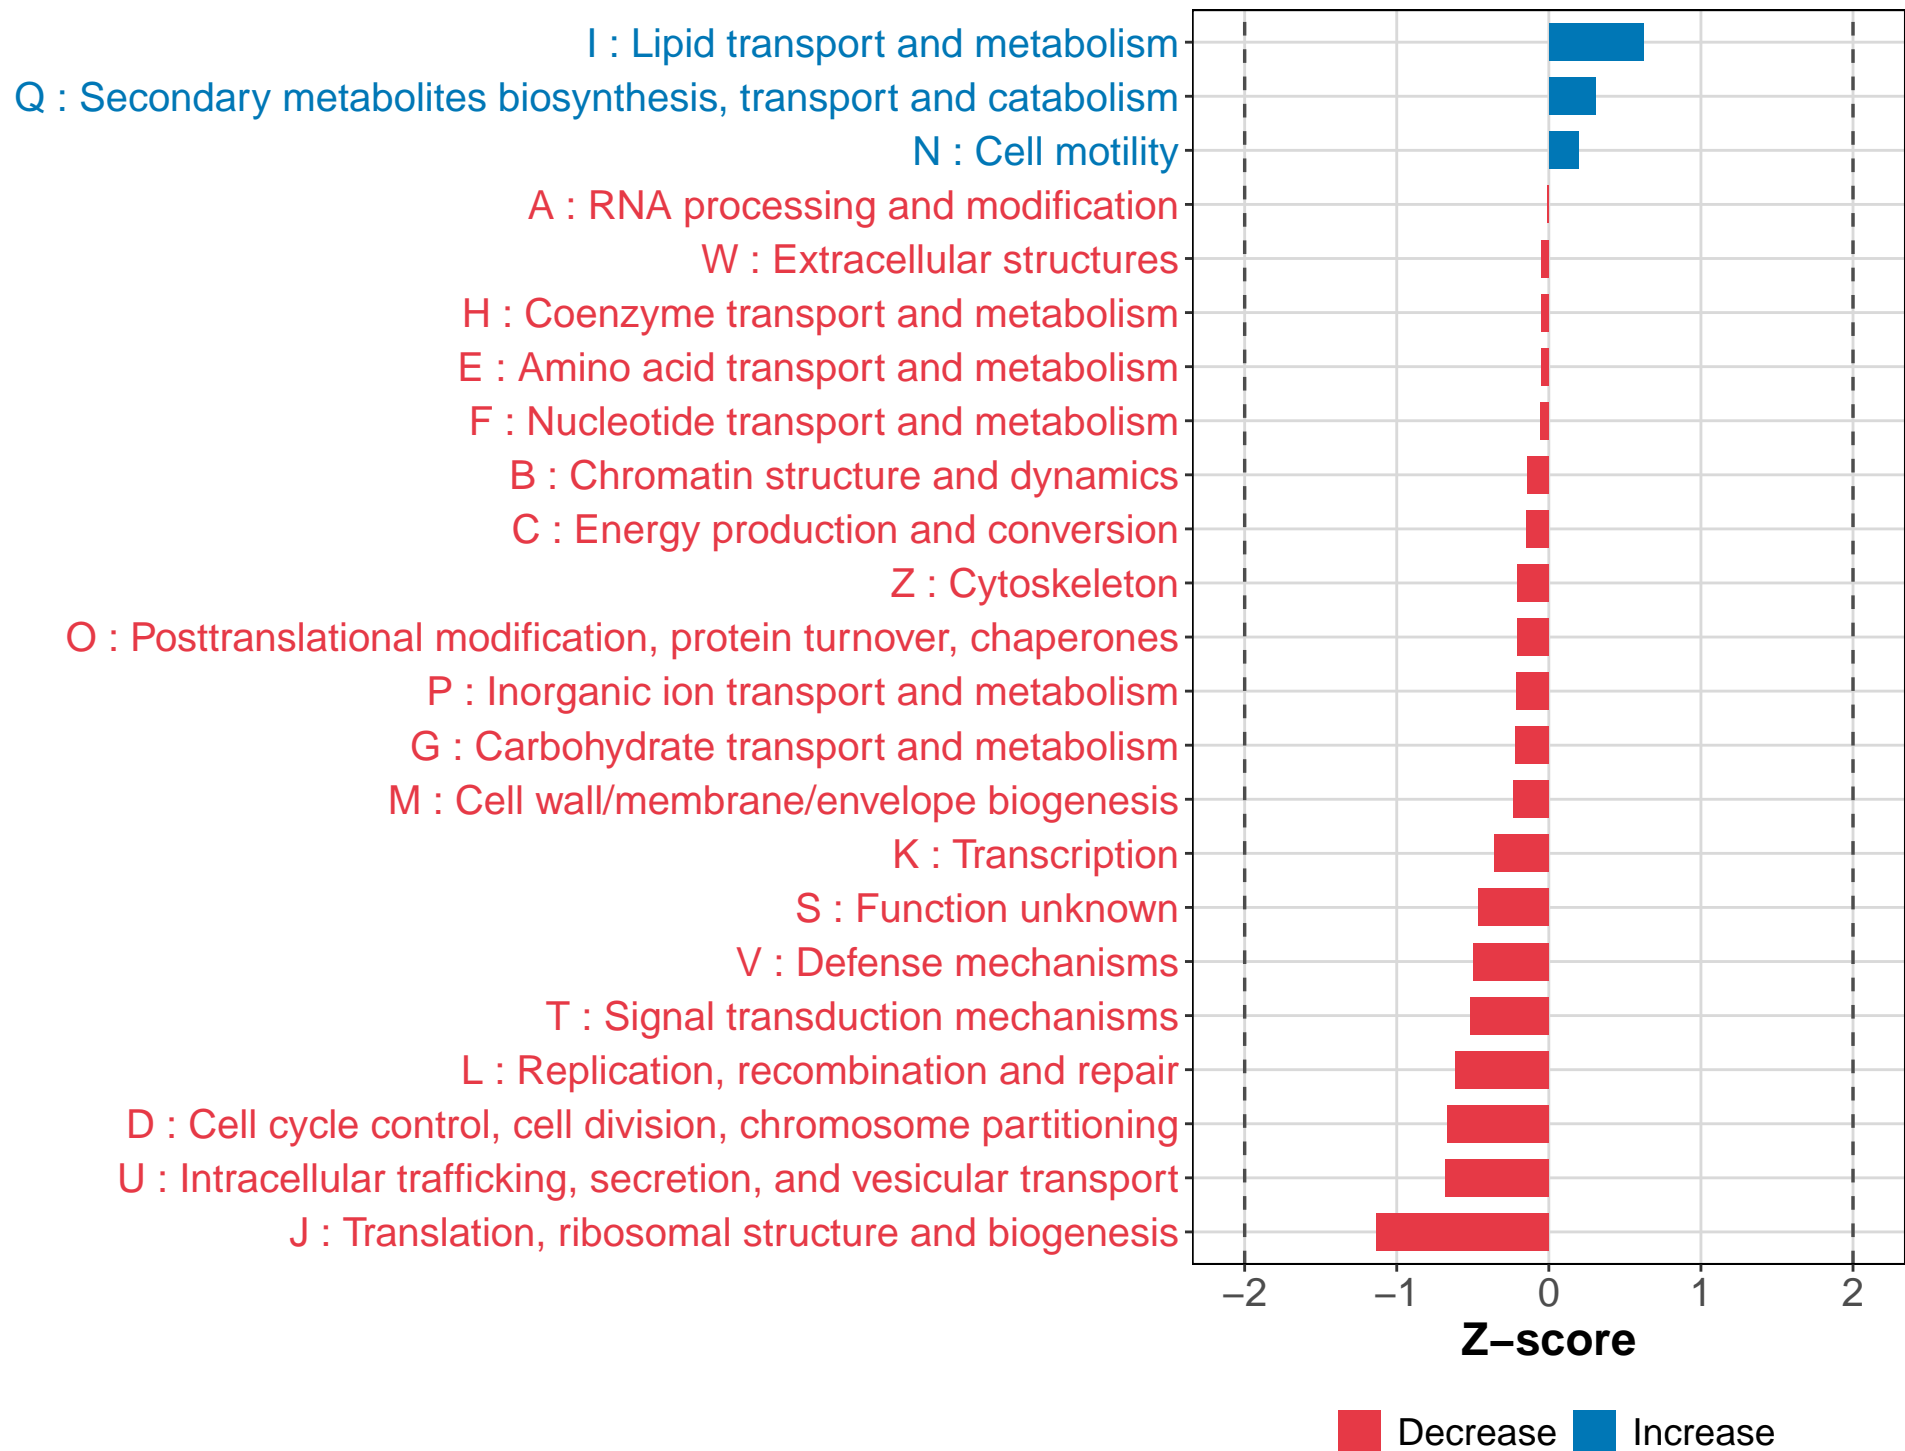 I : Lipid transport and metabolism
Q : Secondary metabolites biosynthesis, transport and catabolism
N : Cell motility
A : RNA processing and modification
W : Extracellular structures
H : Coenzyme transport and metabolism
E : Amino acid transport and metabolism
F : Nucleotide transport and metabolism
B : Chromatin structure and dynamics
C : Energy production and conversion
Z : Cytoskeleton
O : Posttranslational modification, protein turnover, chaperones
P : Inorganic ion transport and metabolism
G : Carbohydrate transport and metabolism
M : Cell wall/membrane/envelope biogenesis
K : Transcription
S : Function unknown
V : Defense mechanisms
T : Signal transduction mechanisms
L : Replication, recombination and repair
D : Cell cycle control, cell division, chromosome partitioning
U : Intracellular trafficking, secretion, and vesicular transport
J : Translation, ribosomal structure and biogenesis
−2 −1 0 1 2
Z−score
Decrease Increase